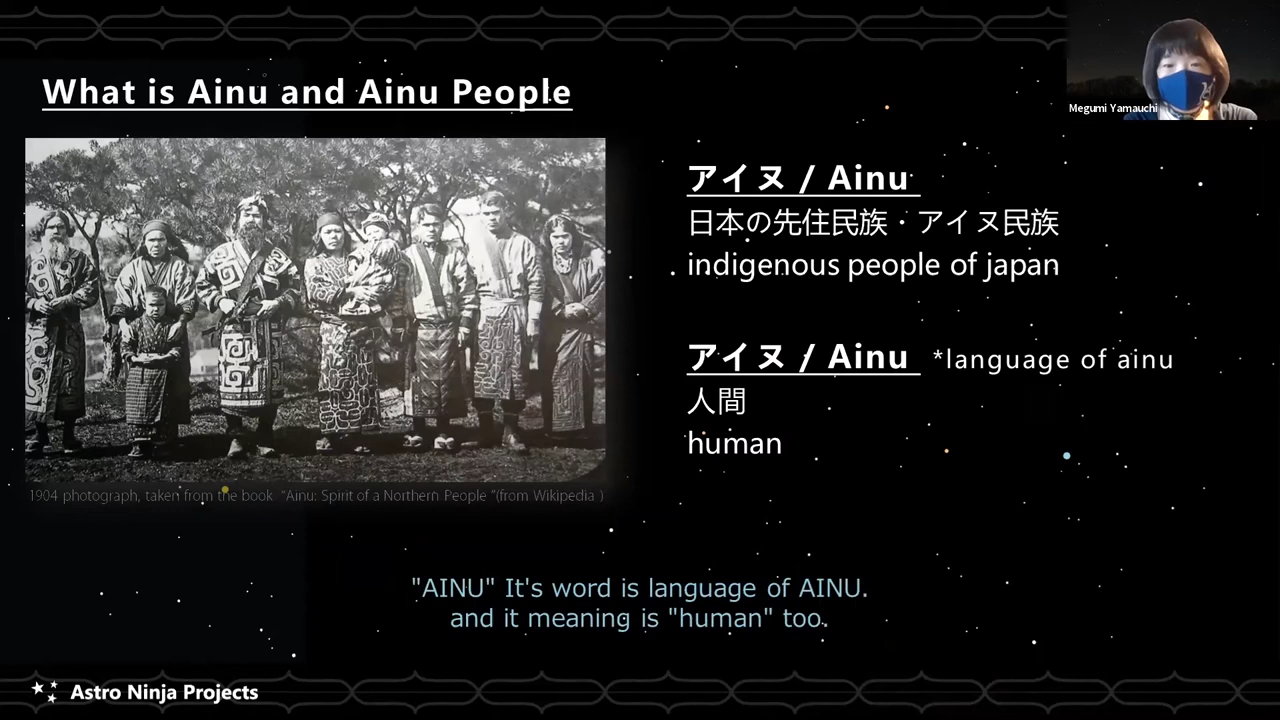 What is Ainu and Ainu People
Megumi Yamauchi
アイヌ / Ainu
日本の先住民族・アイヌ民族
indigenous people of japan
アイヌ / Ainu *language of ainu
人間
human
1904 photograph, taken from the book "Ainu: Spirit of a Northern People "(from Wikipedia )
"AINU" It's word is language of AINU.
and it meaning is "human" too.
Astro Ninja Projects